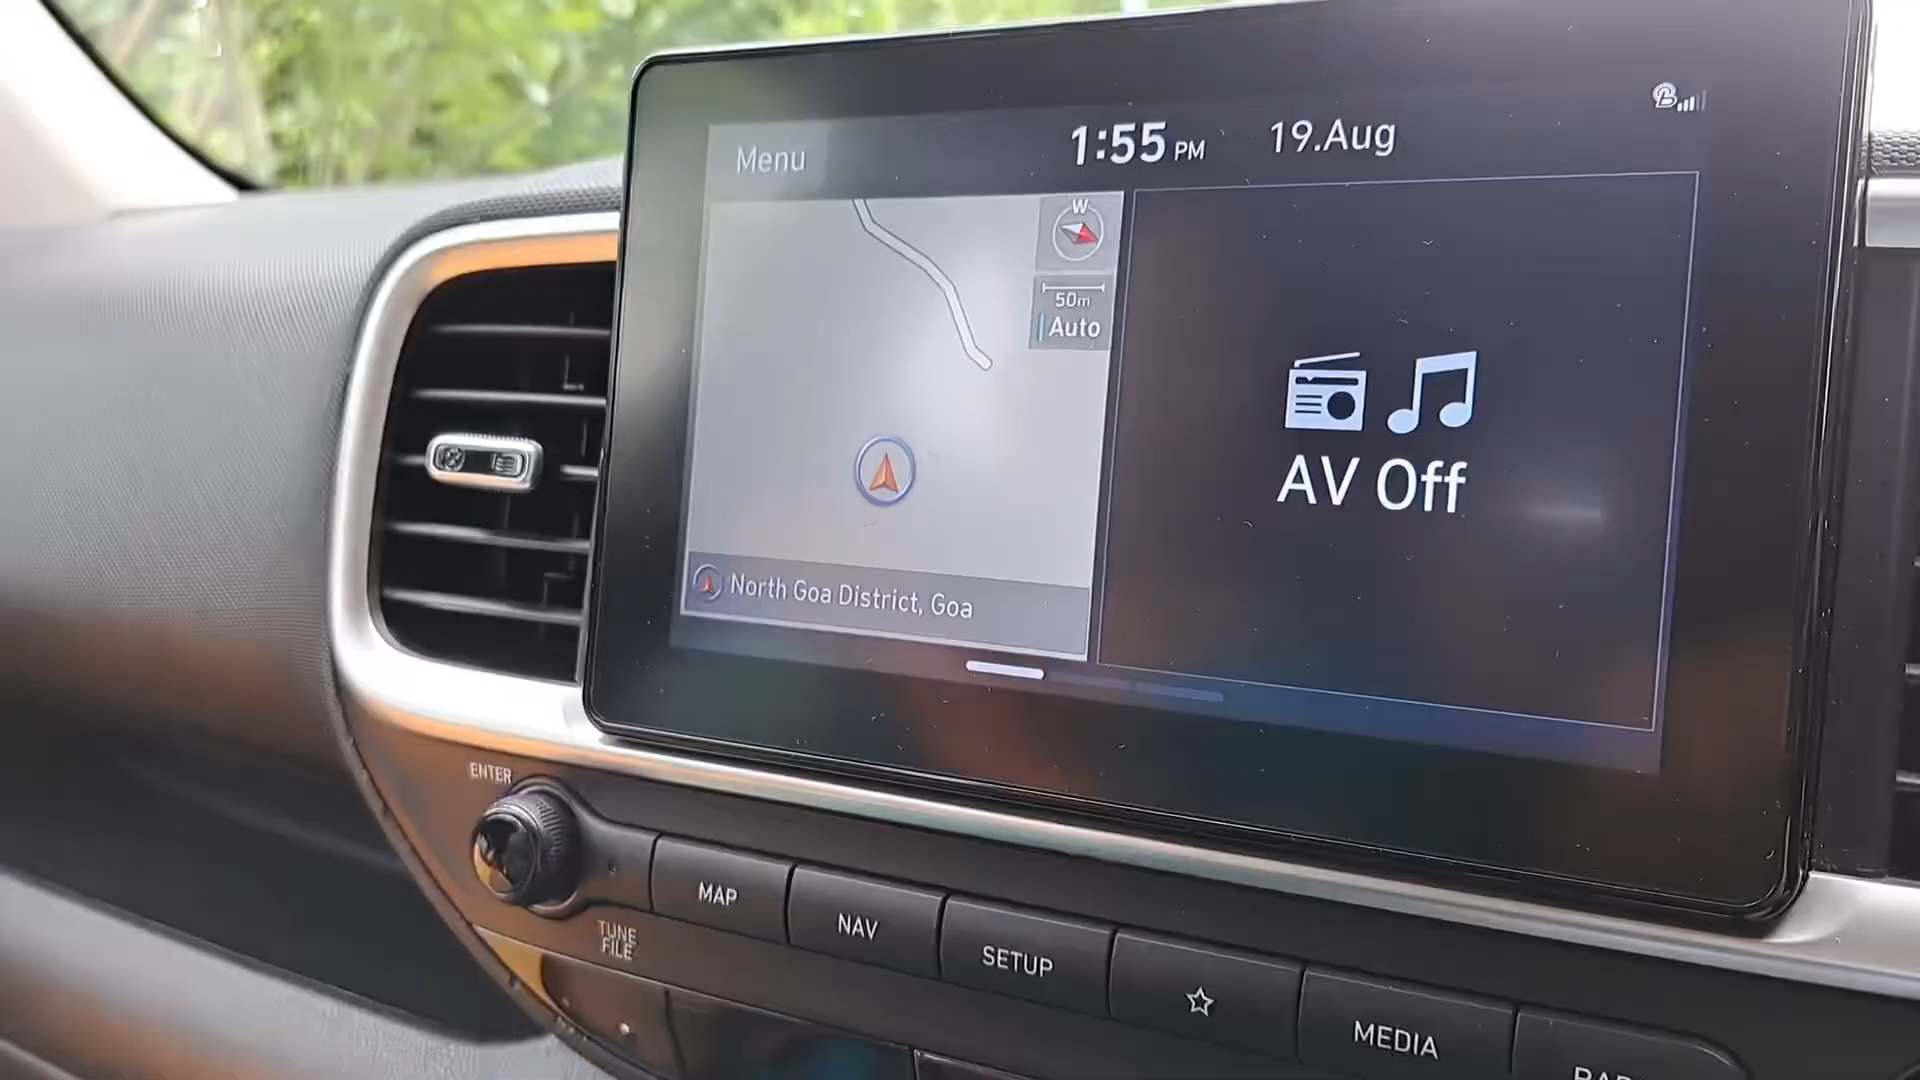 Menu
1:55 PM
19.Aug
W
50m
Auto
AV Off
North Goa District, Goa
ENTER
TUNE
FILE
MAP
NAV
SETUP
MEDIA